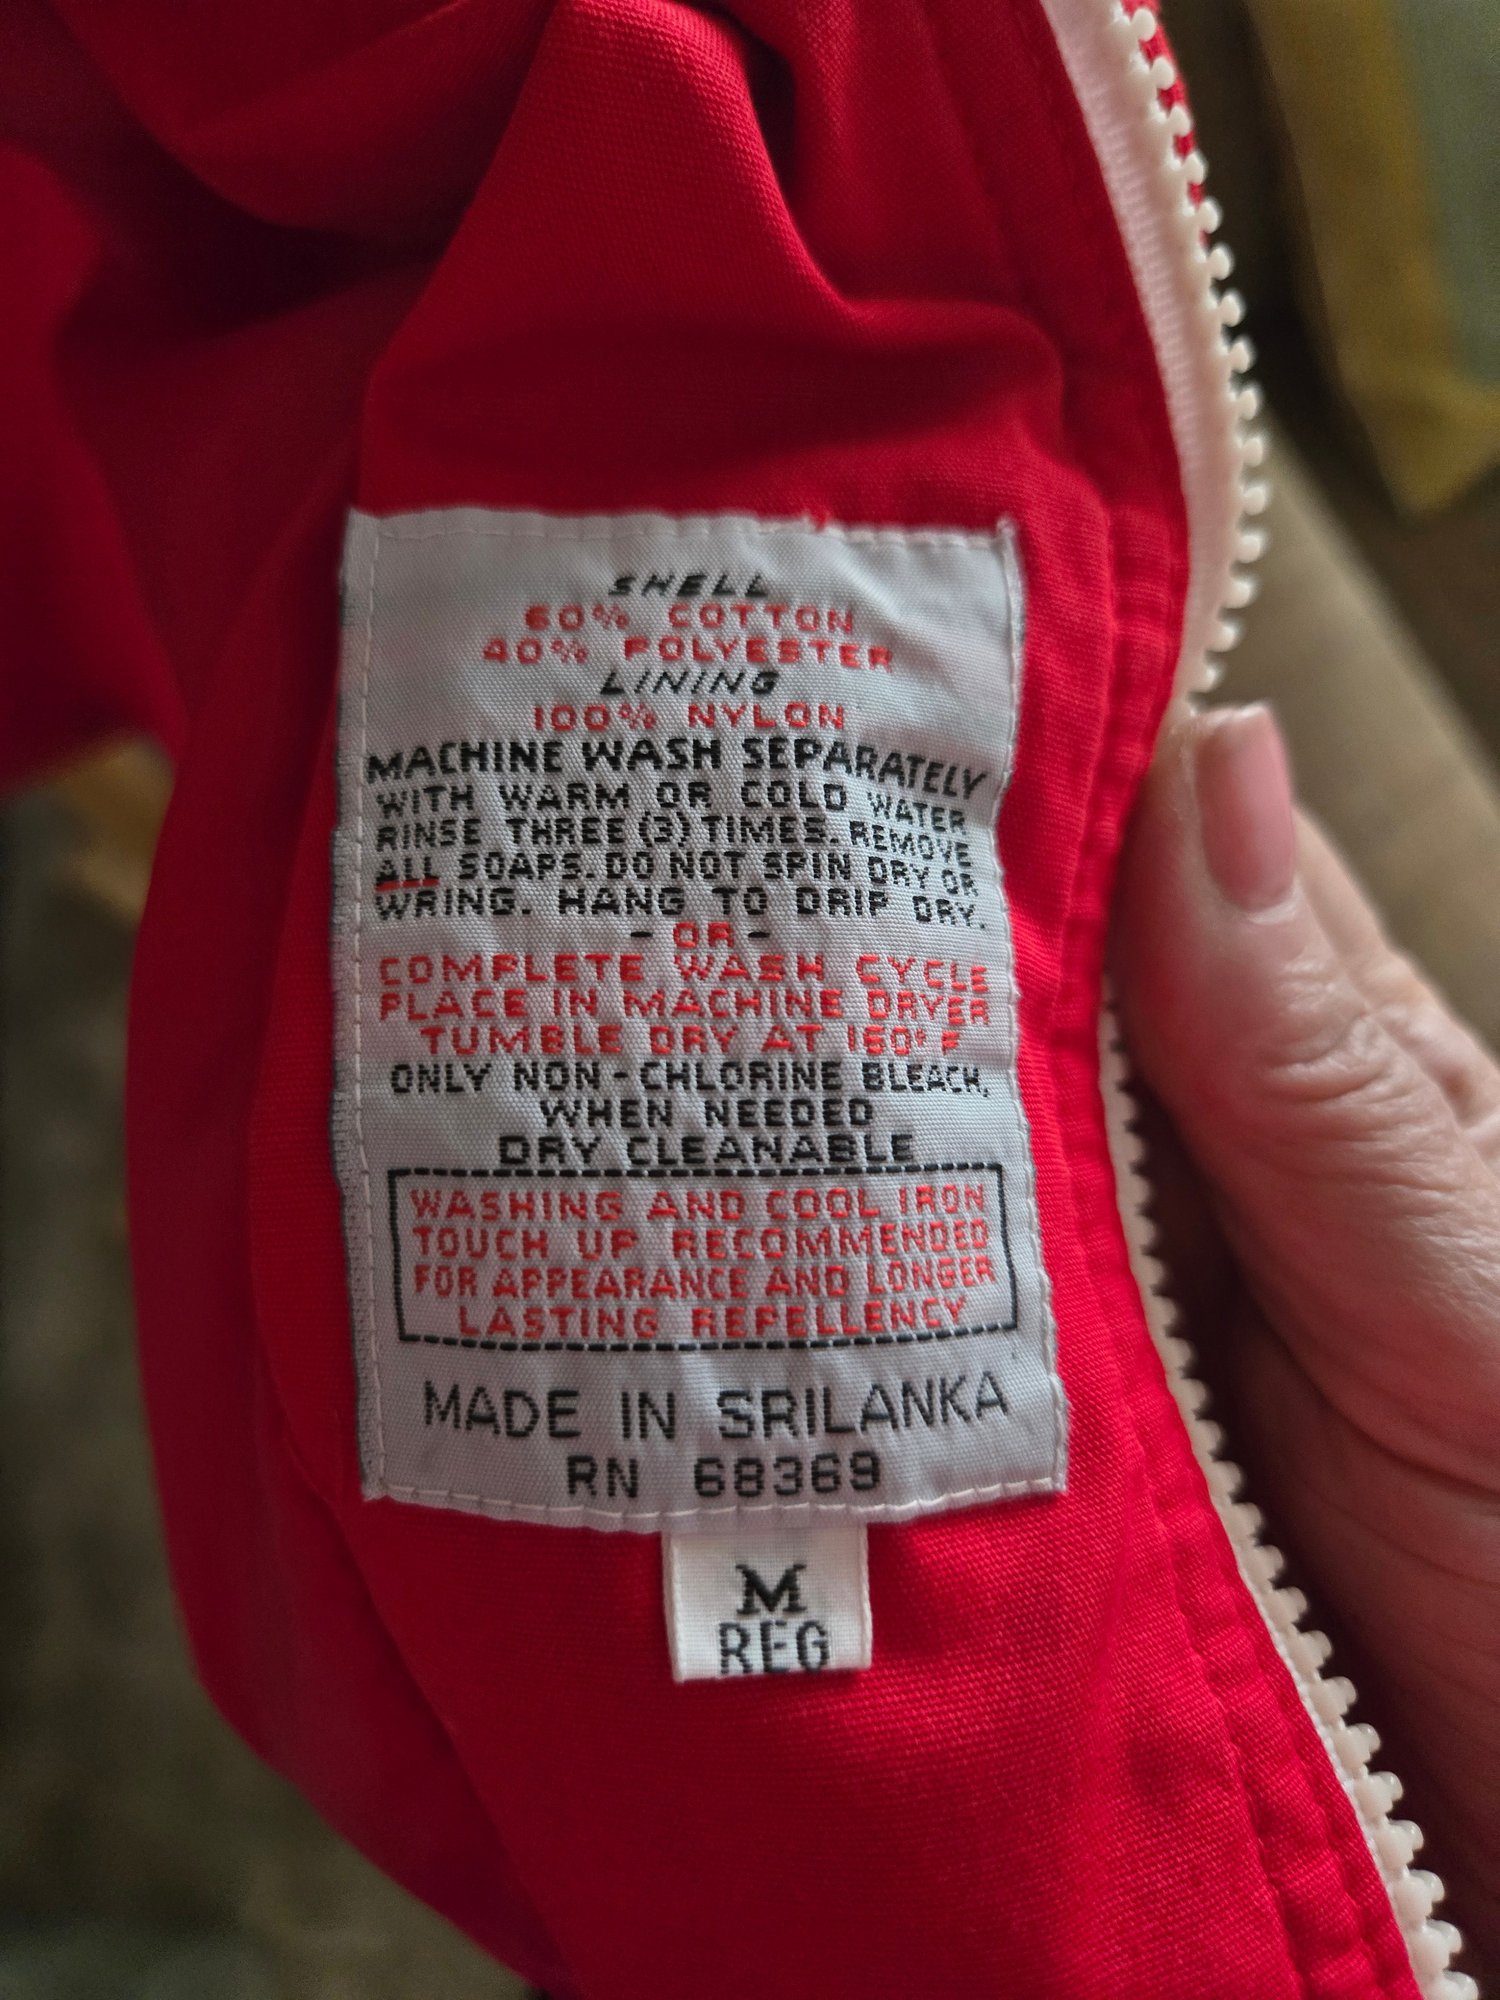 SHELL
60% COTTON
40% POLYESTER
LINING
100% NYLON
MACHINE WASH SEPARATELY
WITH WARM OR COLD WATER
RINSE THREE (3) TIMES. REMOVE
ALL SOAPS. DO NOT SPIN DRY OR
WRING. HANG TO DRIP DRY.
- OR -
COMPLETE WASH CYCLE
PLACE IN MACHINE DRYER
TUMBLE DRY AT 160° F
ONLY NON-CHLORINE BLEACH,
WHEN NEEDED
DRY CLEANABLE
WASHING AND COOL IRON
TOUCH UP RECOMMENDED
FOR APPEARANCE AND LONGER
LASTING REPELLENCY
MADE IN SRILANKA
RN 68369
M
REG